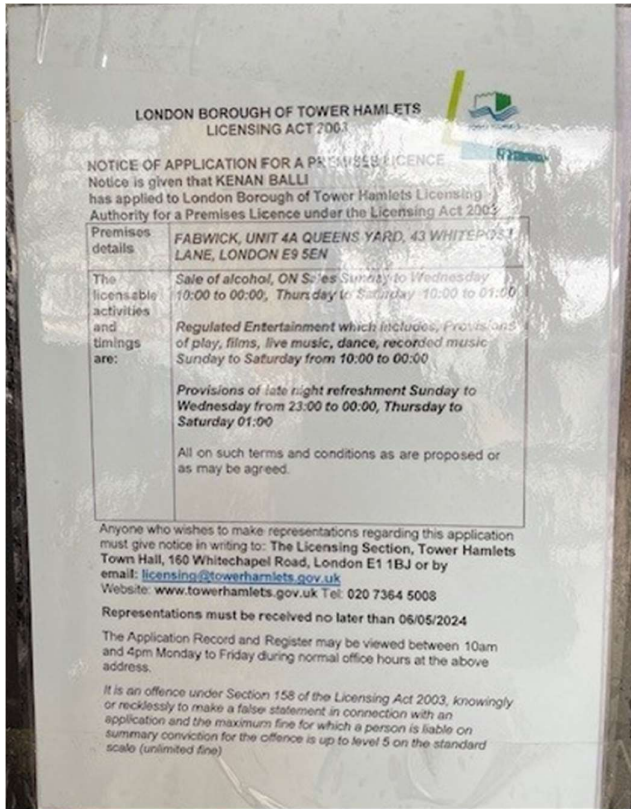 LONDON BOROUGH OF TOWER HAMLETS
LICENSING ACT 2003
TOWER HAMLETS
NOTICE OF APPLICATION FOR A PREMISES LICENCE
Notice is given that KENAN BALLI
has applied to London Borough of Tower Hamlets Licensing
Authority for a Premises Licence under the Licensing Act 2003
Premises
details
FABWICK, UNIT 4A QUEENS YARD, 43 WHITEPOST
LANE, LONDON E9 5EN
The
licensable
activities
and
timings
are:
Sale of alcohol, ON Sales Sunday to Wednesday
10:00 to 00:00, Thursday to Saturday 10:00 to 01:00
Regulated Entertainment which includes, Provisions
of play, films, live music, dance, recorded music
Sunday to Saturday from 10:00 to 00:00
Provisions of late night refreshment Sunday to
Wednesday from 23:00 to 00:00, Thursday to
Saturday 01:00
All on such terms and conditions as are proposed or
as may be agreed.
Anyone who wishes to make representations regarding this application
must give notice in writing to: The Licensing Section, Tower Hamlets
Town Hall, 160 Whitechapel Road, London E1 1BJ or by
email: licensing@towerhamlets.gov.uk
Website: www.towerhamlets.gov.uk Tel: 020 7364 5008
Representations must be received no later than 06/05/2024
The Application Record and Register may be viewed between 10am
and 4pm Monday to Friday during normal office hours at the above
address.
It is an offence under Section 158 of the Licensing Act 2003, knowingly
or recklessly to make a false statement in connection with an
application and the maximum fine for which a person is liable on
summary conviction for the offence is up to level 5 on the standard
scale (unlimited fine)